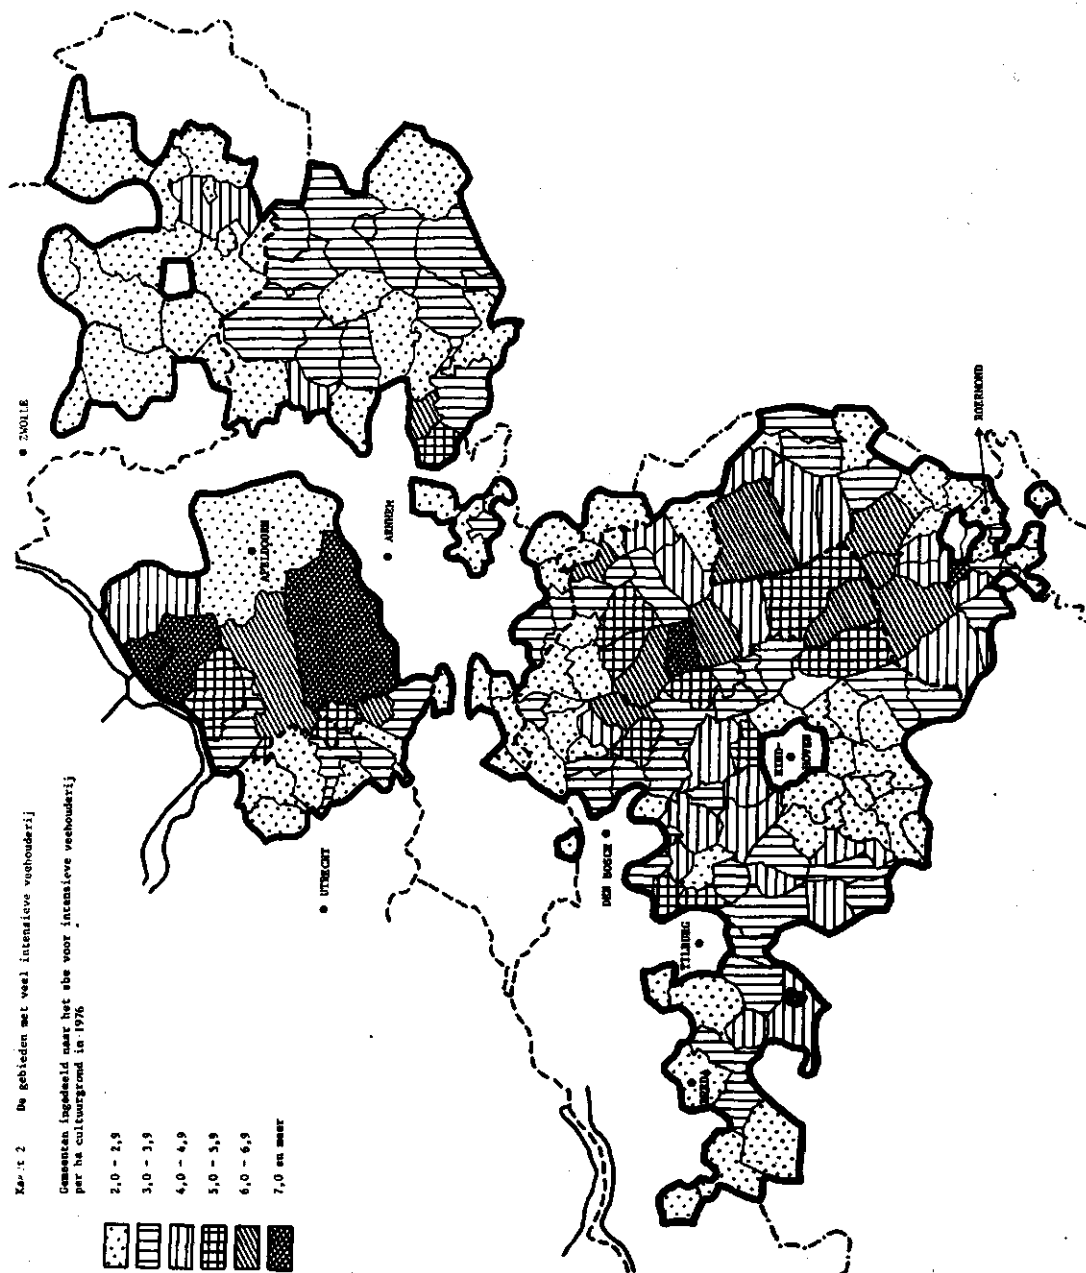 Kaart 2 De gebieden met veel intensieve veehouderij
Gemeenten ingedeeld naar het sbe voor intensieve veehouderij
per ha cultuurgrond in 1976
2,0 - 2,9
3,0 - 3,9
4,0 - 4,9
5,0 - 5,9
6,0 - 6,9
7,0 en meer
ZWOLLE
APELDOORN
ARNHEM
UTRECHT
DEN BOSCH
TILBURG
BREDA
EIND-
HOVEN
ROERMOND